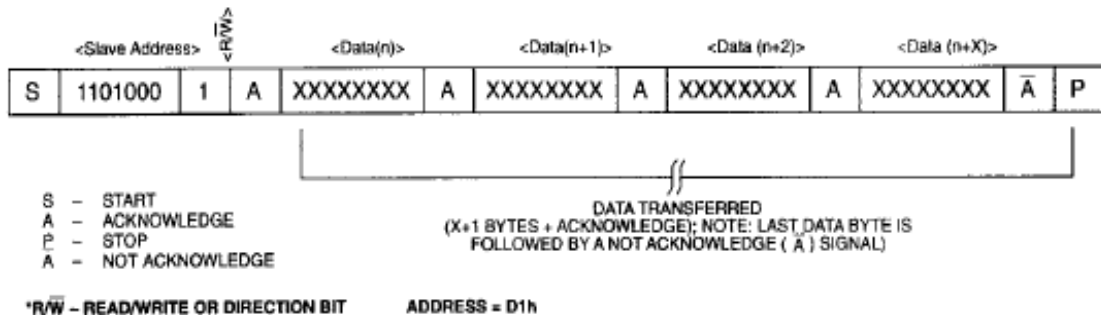 <Slave Address> <R/W̅> <Data(n)> <Data(n+1)> <Data (n+2)> <Data (n+X)>
S 1101000 1 A XXXXXXXX A XXXXXXXX A XXXXXXXX A XXXXXXXX A̅ P
S – START
A – ACKNOWLEDGE
P – STOP
A̅ – NOT ACKNOWLEDGE
DATA TRANSFERRED
(X+1 BYTES + ACKNOWLEDGE); NOTE: LAST DATA BYTE IS
FOLLOWED BY A NOT ACKNOWLEDGE ( A̅ ) SIGNAL)
*R/W̅ – READ/WRITE OR DIRECTION BIT ADDRESS = D1h